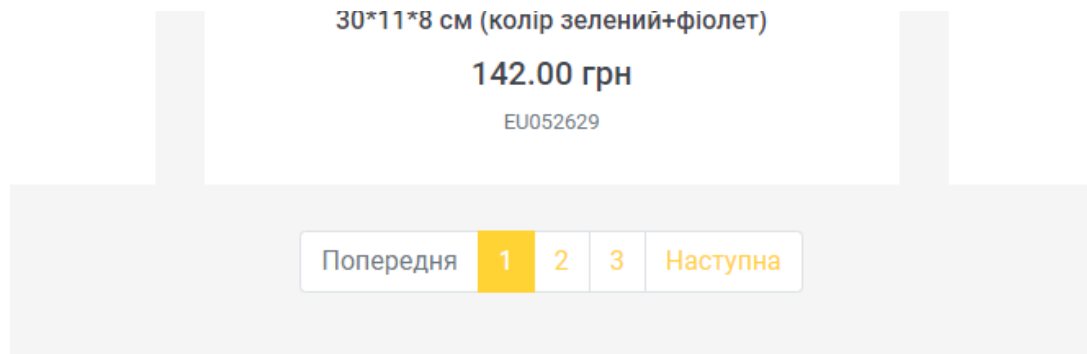 30*11*8 см (колір зелений+фіолет)
142.00 грн
EU052629
Попередня 1 2 3 Наступна